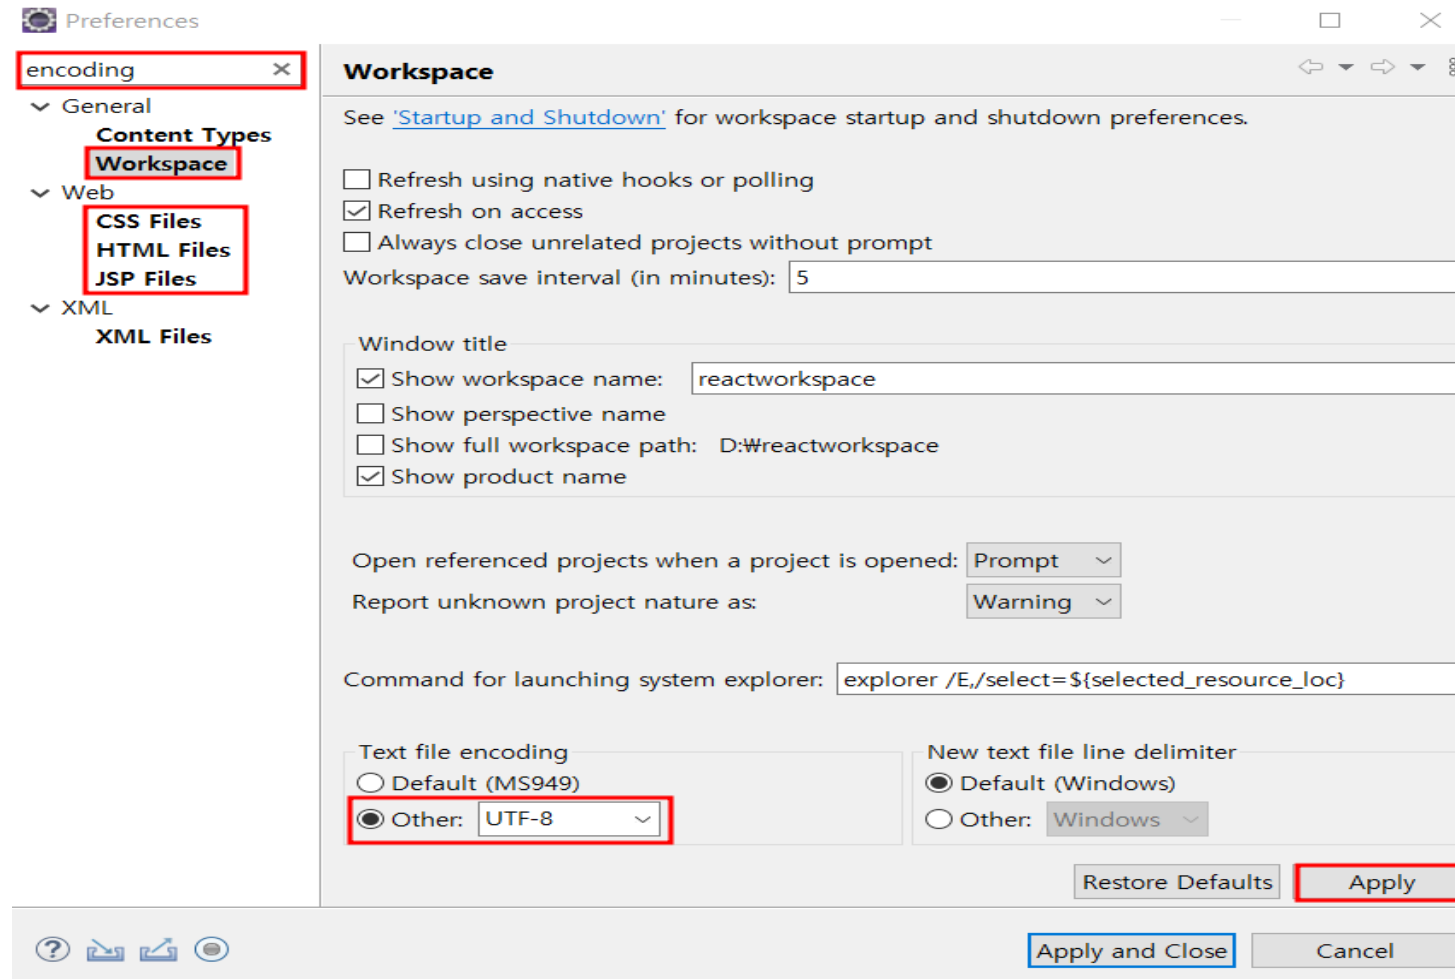 Preferences
encoding
General
Content Types
Workspace
Web
CSS Files
HTML Files
JSP Files
XML
XML Files
Workspace
See 'Startup and Shutdown' for workspace startup and shutdown preferences.
Refresh using native hooks or polling
Refresh on access
Always close unrelated projects without prompt
Workspace save interval (in minutes): 5
Window title
Show workspace name: reactworkspace
Show perspective name
Show full workspace path: D:₩reactworkspace
Show product name
Open referenced projects when a project is opened: Prompt
Report unknown project nature as: Warning
Command for launching system explorer: explorer /E,/select=${selected_resource_loc}
Text file encoding
Default (MS949)
Other: UTF-8
New text file line delimiter
Default (Windows)
Other: Windows
Restore Defaults Apply
Apply and Close Cancel